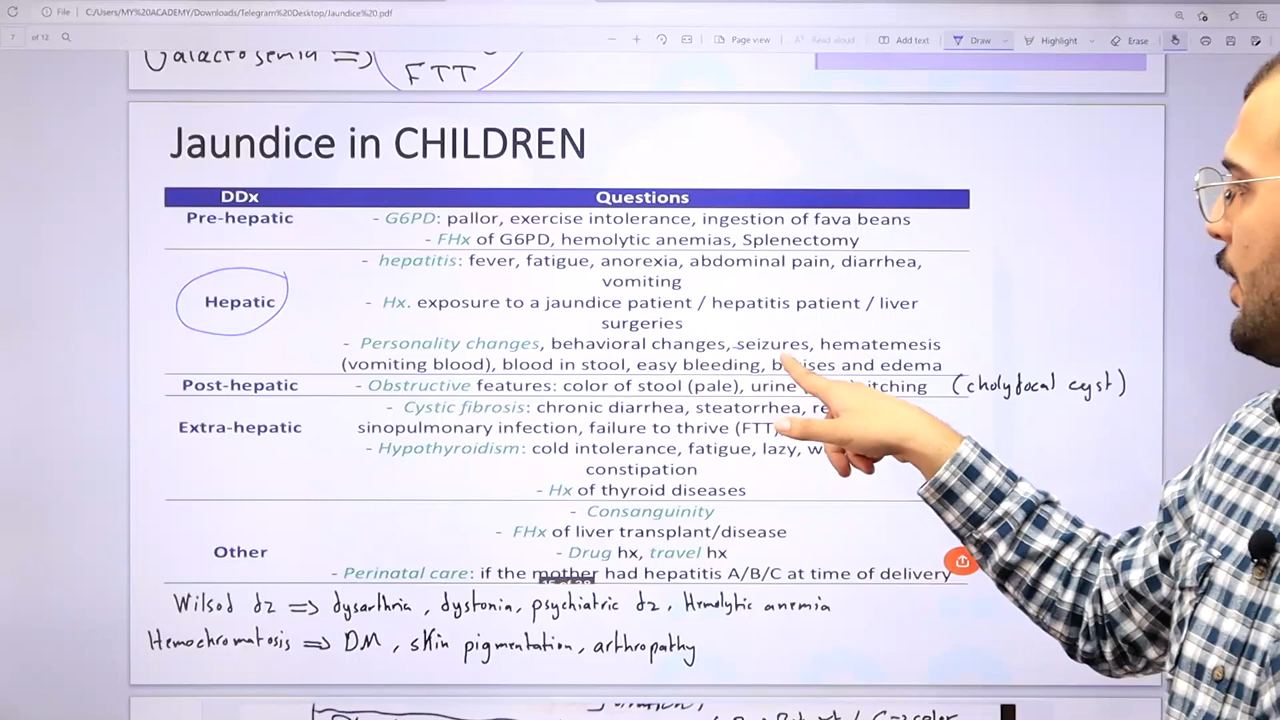 File
C:/Users/MY%20ACADEMY/Downloads/Telegram%20Desktop/Jaundice%20.pdf
7 of 12
Page view
Read aloud
Add text
Draw
Highlight
Erase
Galactosemia =>
FTT
Jaundice in CHILDREN
DDx Questions
Pre-hepatic - G6PD: pallor, exercise intolerance, ingestion of fava beans
- FHx of G6PD, hemolytic anemias, Splenectomy
- hepatitis: fever, fatigue, anorexia, abdominal pain, diarrhea,
vomiting
Hepatic - Hx. exposure to a jaundice patient / hepatitis patient / liver
surgeries
- Personality changes, behavioral changes, seizures, hematemesis
(vomiting blood), blood in stool, easy bleeding, and edema
Post-hepatic - Obstructive features: color of stool (pale), urine itching (cholydocal cyst)
- Cystic fibrosis: chronic diarrhea, steatorrhea,
Extra-hepatic sinopulmonary infection, failure to thrive (FTT)
- Hypothyroidism: cold intolerance, fatigue, lazy,
constipation
- Hx of thyroid diseases
- Consanguinity
- FHx of liver transplant/disease
Other - Drug hx, travel hx
- Perinatal care: if the mother had hepatitis A/B/C at time of delivery
Wilsod dz => dysarthria, dystonia, psychiatric dz, Hemolytic anemia
Hemochromatosis => DM, skin pigmentation, arthropathy